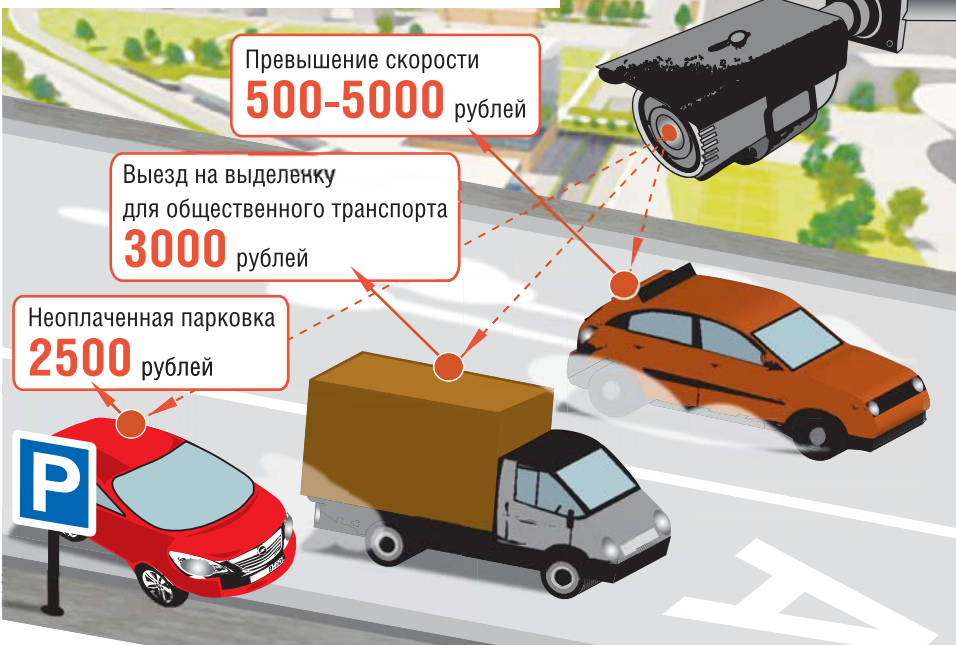 Превышение скорости
500-5000 рублей
Выезд на выделенку
для общественного транспорта
3000 рублей
Неоплаченная парковка
2500 рублей
P
A